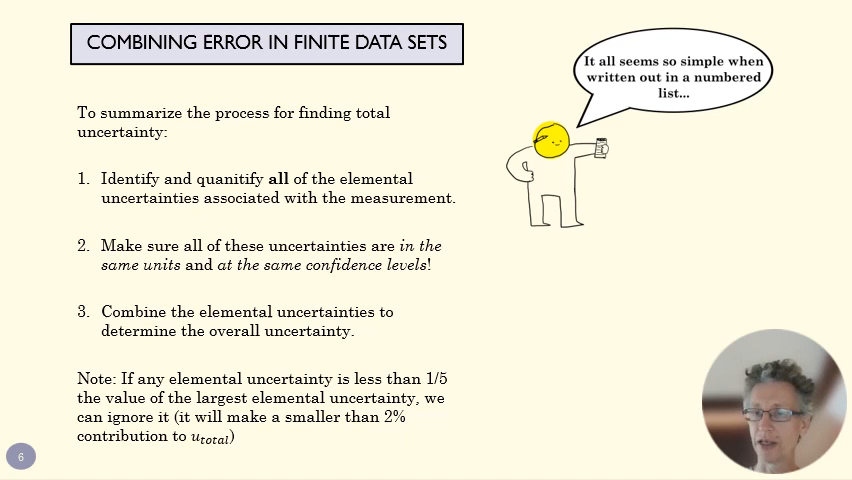 COMBINING ERROR IN FINITE DATA SETS
It all seems so simple when
written out in a numbered
list...
To summarize the process for finding total
uncertainty:
1. Identify and quanitify all of the elemental
uncertainties associated with the measurement.
2. Make sure all of these uncertainties are in the
same units and at the same confidence levels!
3. Combine the elemental uncertainties to
determine the overall uncertainty.
Note: If any elemental uncertainty is less than 1/5
the value of the largest elemental uncertainty, we
can ignore it (it will make a smaller than 2%
contribution to u_total)
6